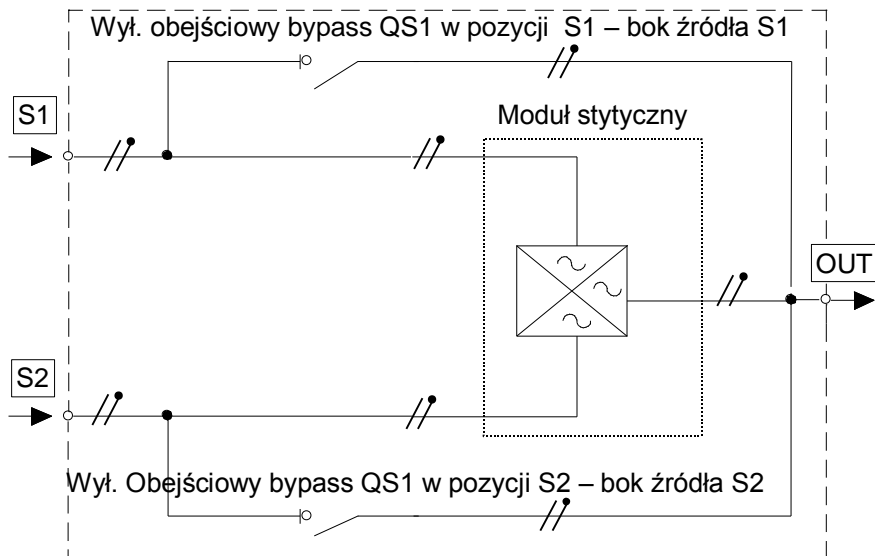 Wył. obejściowy bypass QS1 w pozycji S1 – bok źródła S1
S1
Moduł stytyczny
OUT
S2
Wył. Obejściowy bypass QS1 w pozycji S2 – bok źródła S2